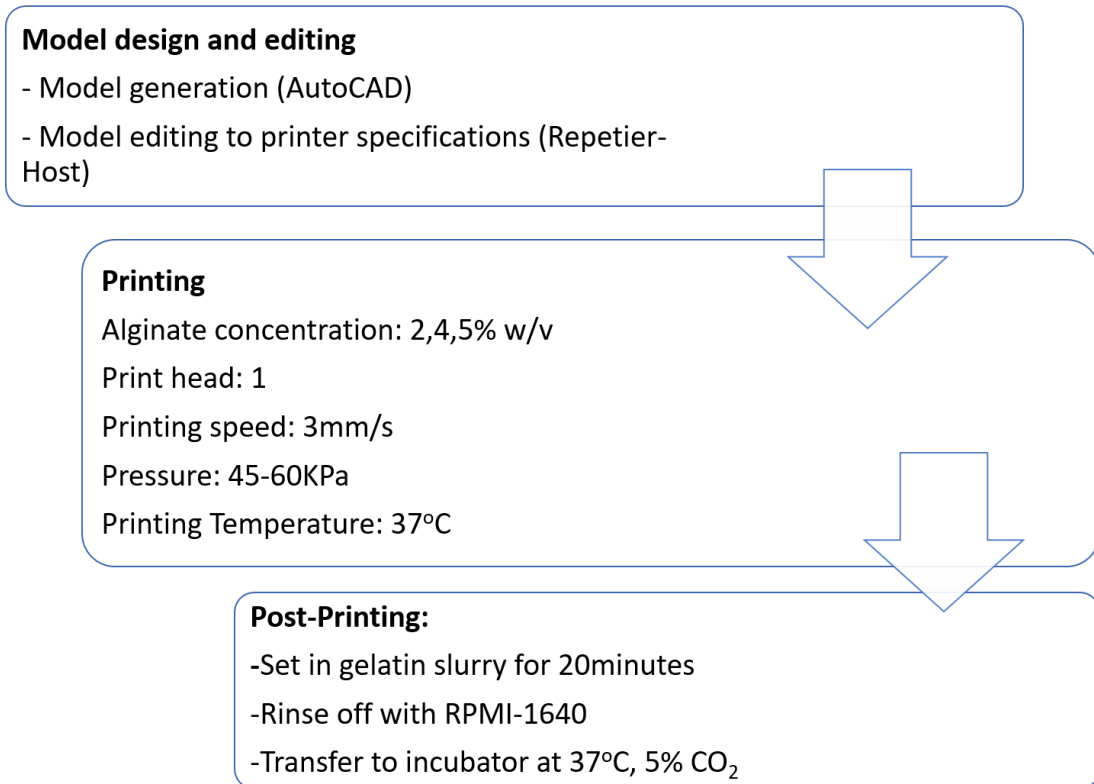 Model design and editing
- Model generation (AutoCAD)
- Model editing to printer specifications (Repetier-
Host)
Printing
Alginate concentration: 2,4,5% w/v
Print head: 1
Printing speed: 3mm/s
Pressure: 45-60KPa
Printing Temperature: 37°C
Post-Printing:
-Set in gelatin slurry for 20minutes
-Rinse off with RPMI-1640
-Transfer to incubator at 37°C, 5% CO₂